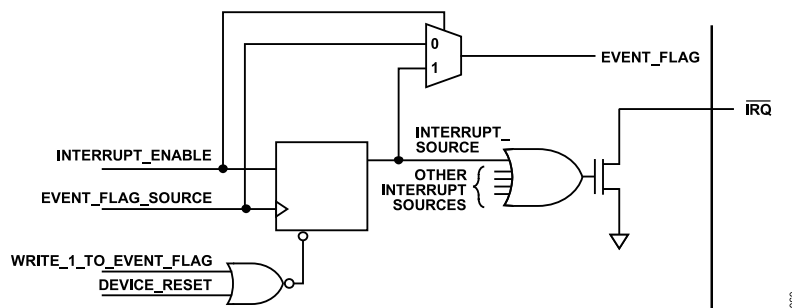 0
EVENT_FLAG
1
IRQ
INTERRUPT_
SOURCE
INTERRUPT_ENABLE
OTHER
INTERRUPT
SOURCES
EVENT_FLAG_SOURCE
WRITE_1_TO_EVENT_FLAG
DEVICE_RESET